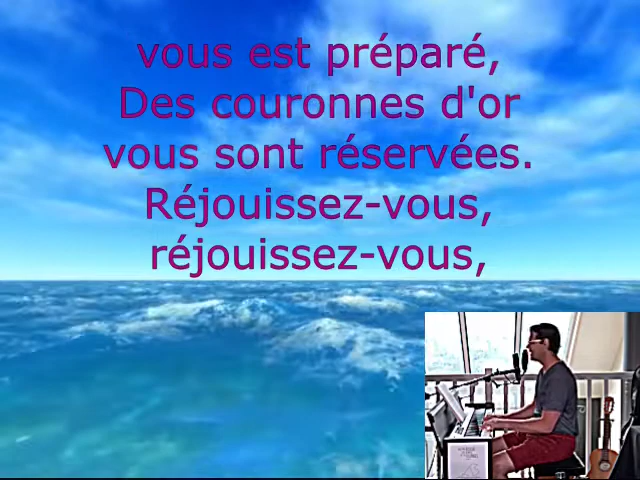 vous est préparé,
Des couronnes d'or
vous sont réservées.
Réjouissez-vous,
réjouissez-vous,